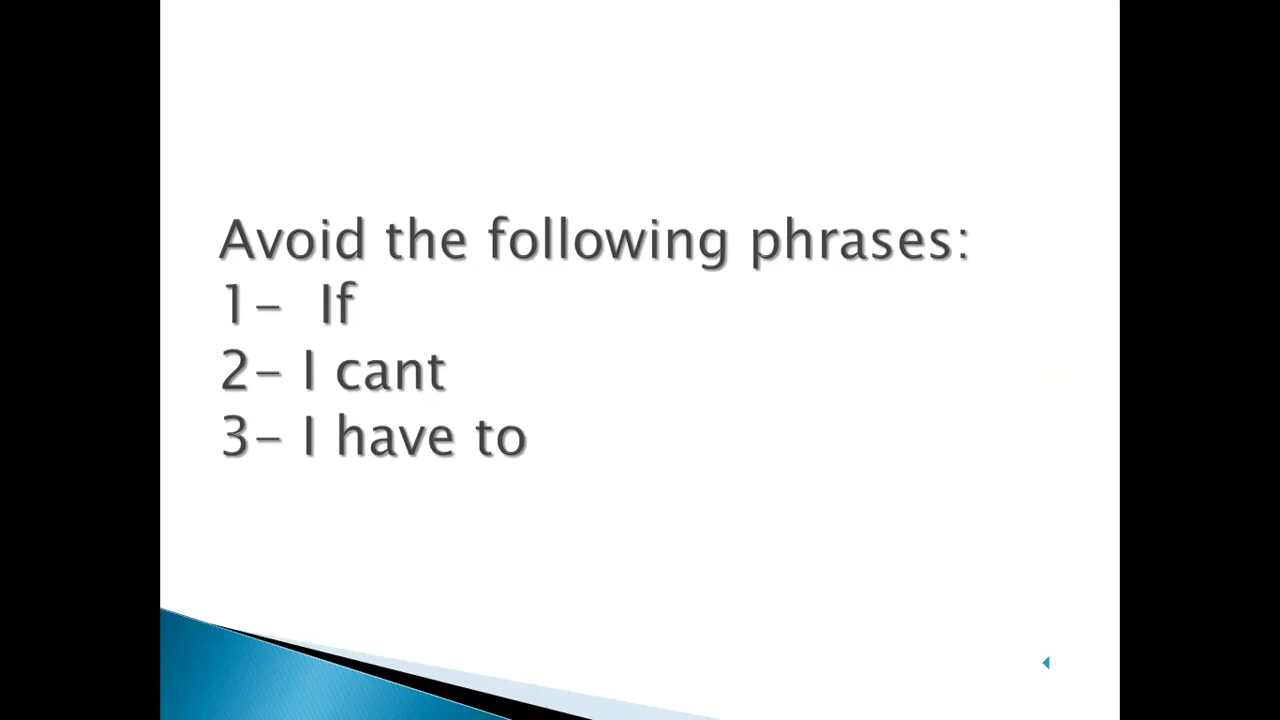 Avoid the following phrases:
1-  If
2- I cant
3- I have to